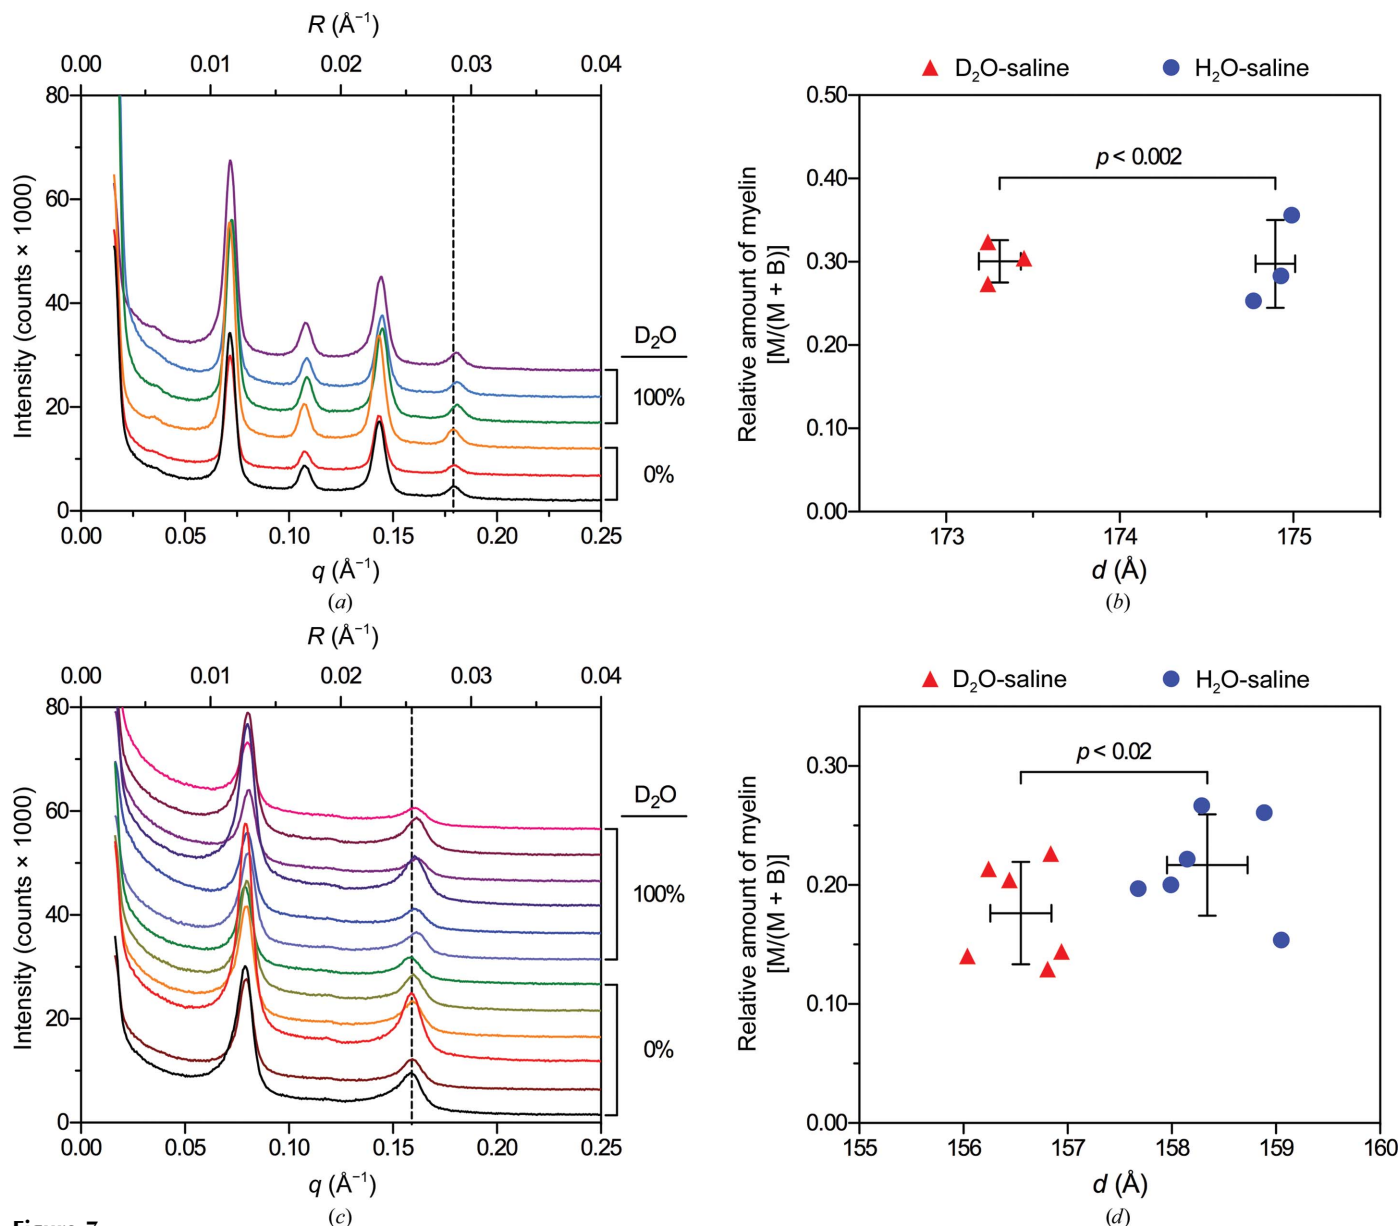 R (Å⁻¹)
0.00 0.01 0.02 0.03 0.04
80
60
40
20
0
Intensity (counts × 1000)
D₂O
100%
0%
0.00 0.05 0.10 0.15 0.20 0.25
q (Å⁻¹)
(a)
D₂O-saline H₂O-saline
0.50
0.40
0.30
0.20
0.10
0.00
Relative amount of myelin
[M/(M + B)]
p < 0.002
173 174 175
d (Å)
(b)
R (Å⁻¹)
0.00 0.01 0.02 0.03 0.04
80
60
40
20
0
Intensity (counts × 1000)
D₂O
100%
0%
0.00 0.05 0.10 0.15 0.20 0.25
q (Å⁻¹)
(c)
D₂O-saline H₂O-saline
0.30
0.20
0.10
0.00
Relative amount of myelin
[M/(M + B)]
p < 0.02
155 156 157 158 159 160
d (Å)
(d)
Figure 7